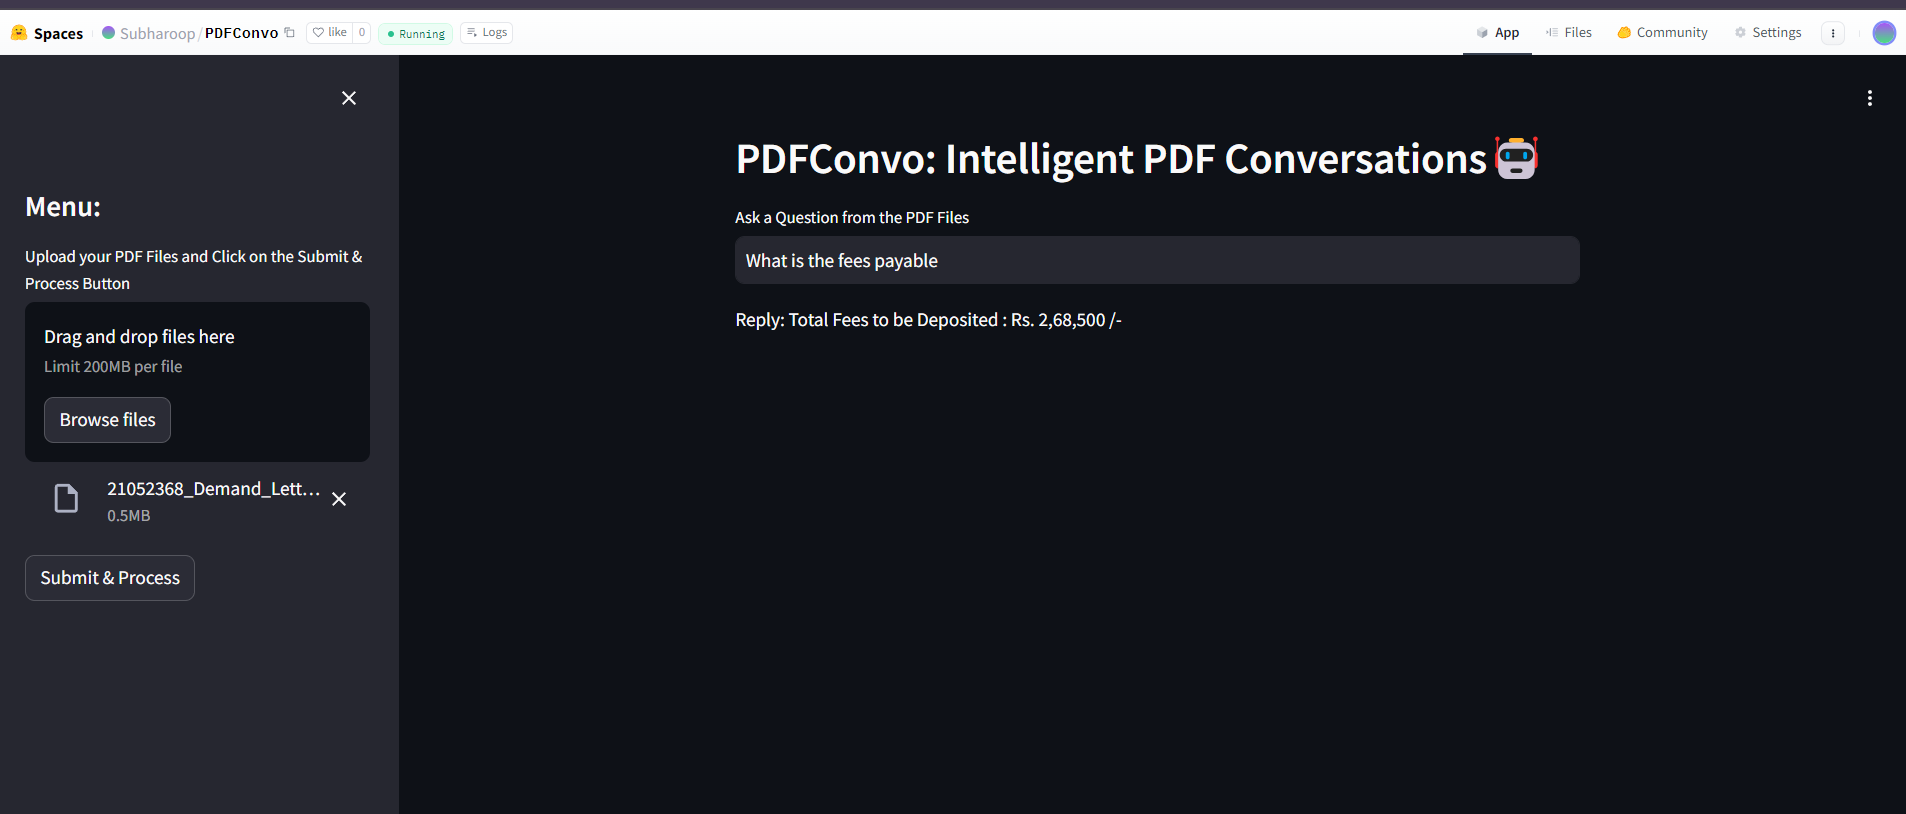 Spaces Subharoop/PDFConvo like 0 Running Logs App Files Community Settings
Menu:
Upload your PDF Files and Click on the Submit &
Process Button
Drag and drop files here
Limit 200MB per file
Browse files
21052368_Demand_Lett...
0.5MB
Submit & Process
PDFConvo: Intelligent PDF Conversations
Ask a Question from the PDF Files
What is the fees payable
Reply: Total Fees to be Deposited : Rs. 2,68,500 /-